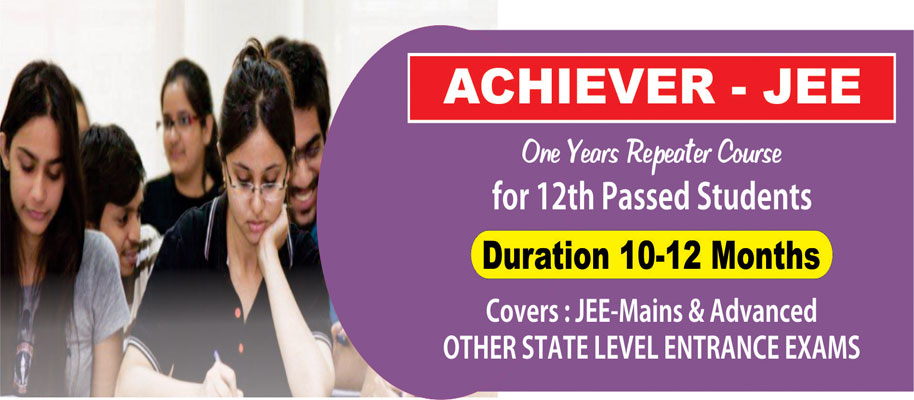 ACHIEVER - JEE
One Years Repeater Course
for 12th Passed Students
Duration 10-12 Months
Covers : JEE-Mains & Advanced
OTHER STATE LEVEL ENTRANCE EXAMS